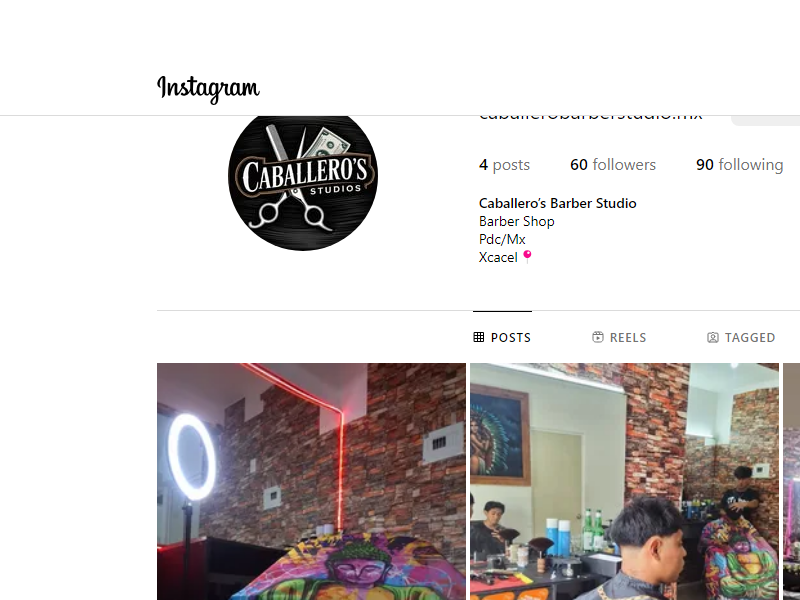 Instagram
caballerobarberstudio.mx
CABALLERO'S
STUDIOS
4 posts 60 followers 90 following
Caballero's Barber Studio
Barber Shop
Pdc/Mx
Xcacel
POSTS REELS TAGGED